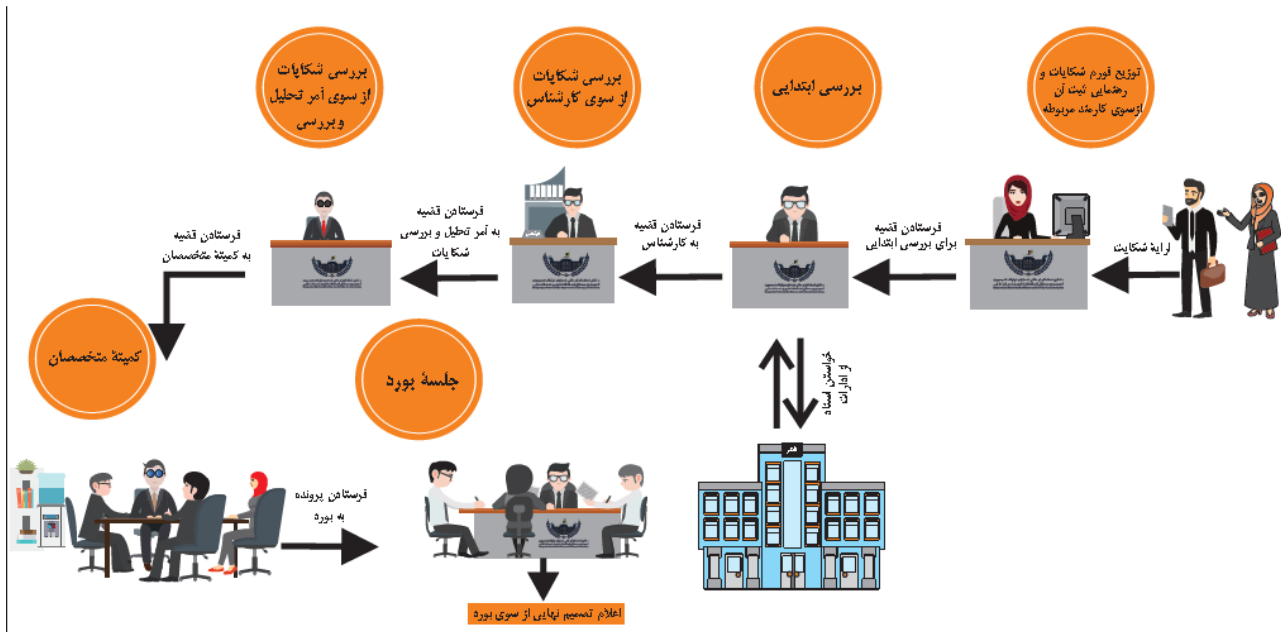 توزیع فورم شکایات و
رهنمایی ثبت آن
ازسوی کارمند مربوطه
بررسی ابتدایی
بررسی شکایات
از سوی کارشناس
بررسی شکایات
از سوی آمر تحلیل
و بررسی
ارایهٔ شکایت
فرستادن قضیه
برای بررسی ابتدایی
فرستادن قضیه
به کارشناس
فرستادن قضیه
به آمر تحلیل و بررسی
شکایات
فرستادن قضیه
به کمیتهٔ متخصصان
خواستن اسناد
از ادارات
دفتر
کمیتهٔ متخصصان
فرستادن پرونده
به بورد
جلسهٔ بورد
اعلام تصمیم نهایی از سوی بورد